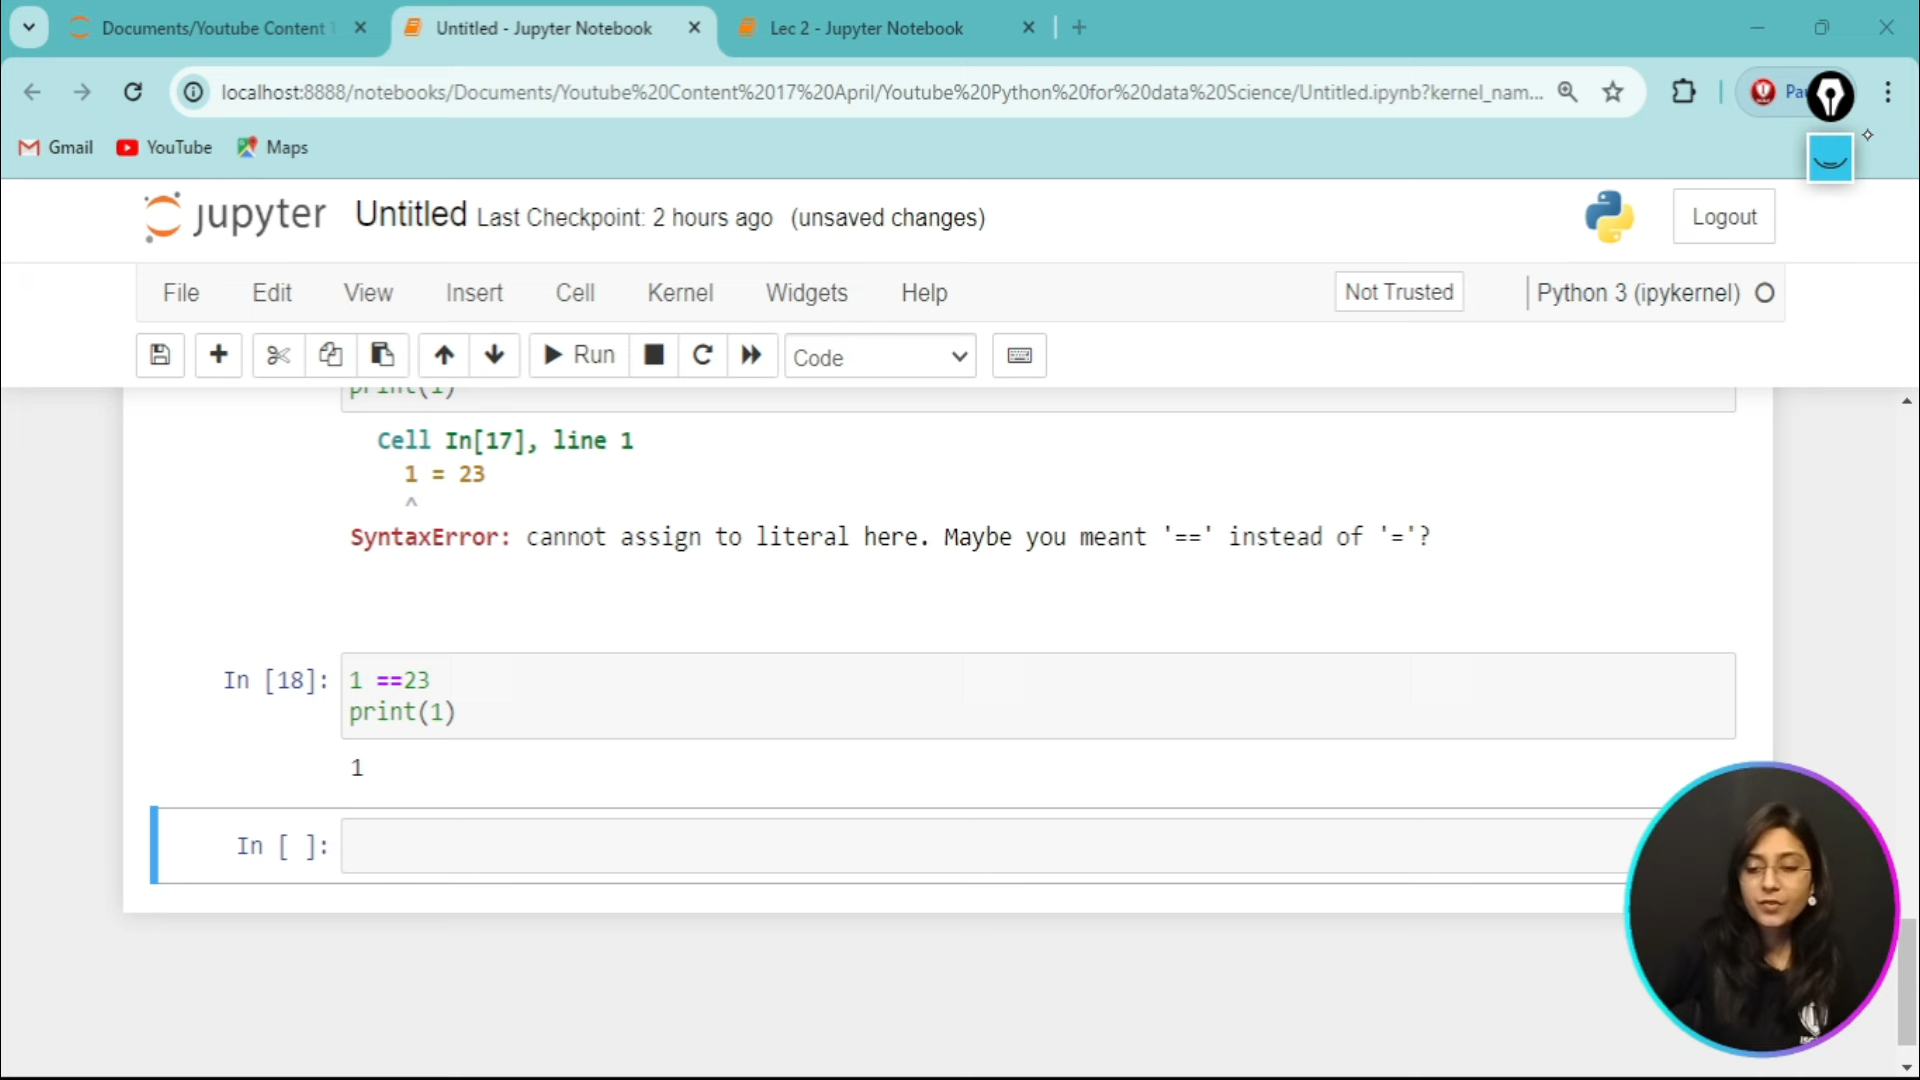 Documents/Youtube Content 1
Untitled - Jupyter Notebook
Lec 2 - Jupyter Notebook
localhost:8888/notebooks/Documents/Youtube%20Content%2017%20April/Youtube%20Python%20for%20data%20Science/Untitled.ipynb?kernel_nam...
Gmail
YouTube
Maps
jupyter
Untitled Last Checkpoint: 2 hours ago (unsaved changes)
Logout
File
Edit
View
Insert
Cell
Kernel
Widgets
Help
Not Trusted
Python 3 (ipykernel)
Run
Code
print(1)
Cell In[17], line 1
1 = 23
^
SyntaxError: cannot assign to literal here. Maybe you meant '==' instead of '='?
In [18]: 1 ==23
print(1)
1
In [ ]: